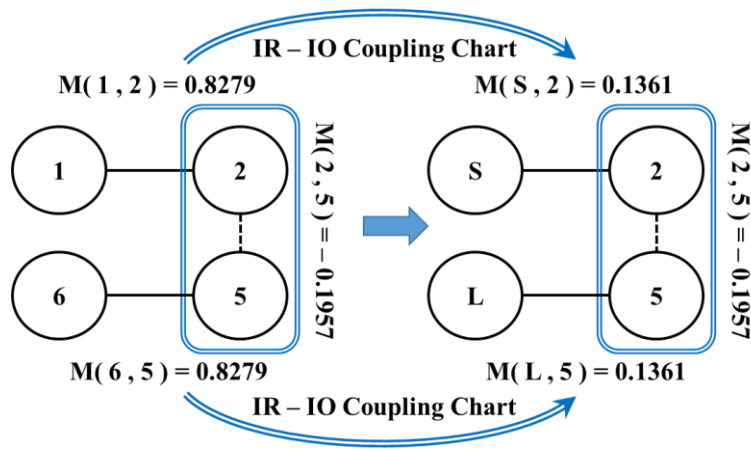 IR – IO Coupling Chart
M( 1 , 2 ) = 0.8279
M( S , 2 ) = 0.1361
1
2
M( 2 , 5 ) = – 0.1957
S
2
M( 2 , 5 ) = – 0.1957
6
5
L
5
M( 6 , 5 ) = 0.8279
M( L , 5 ) = 0.1361
IR – IO Coupling Chart